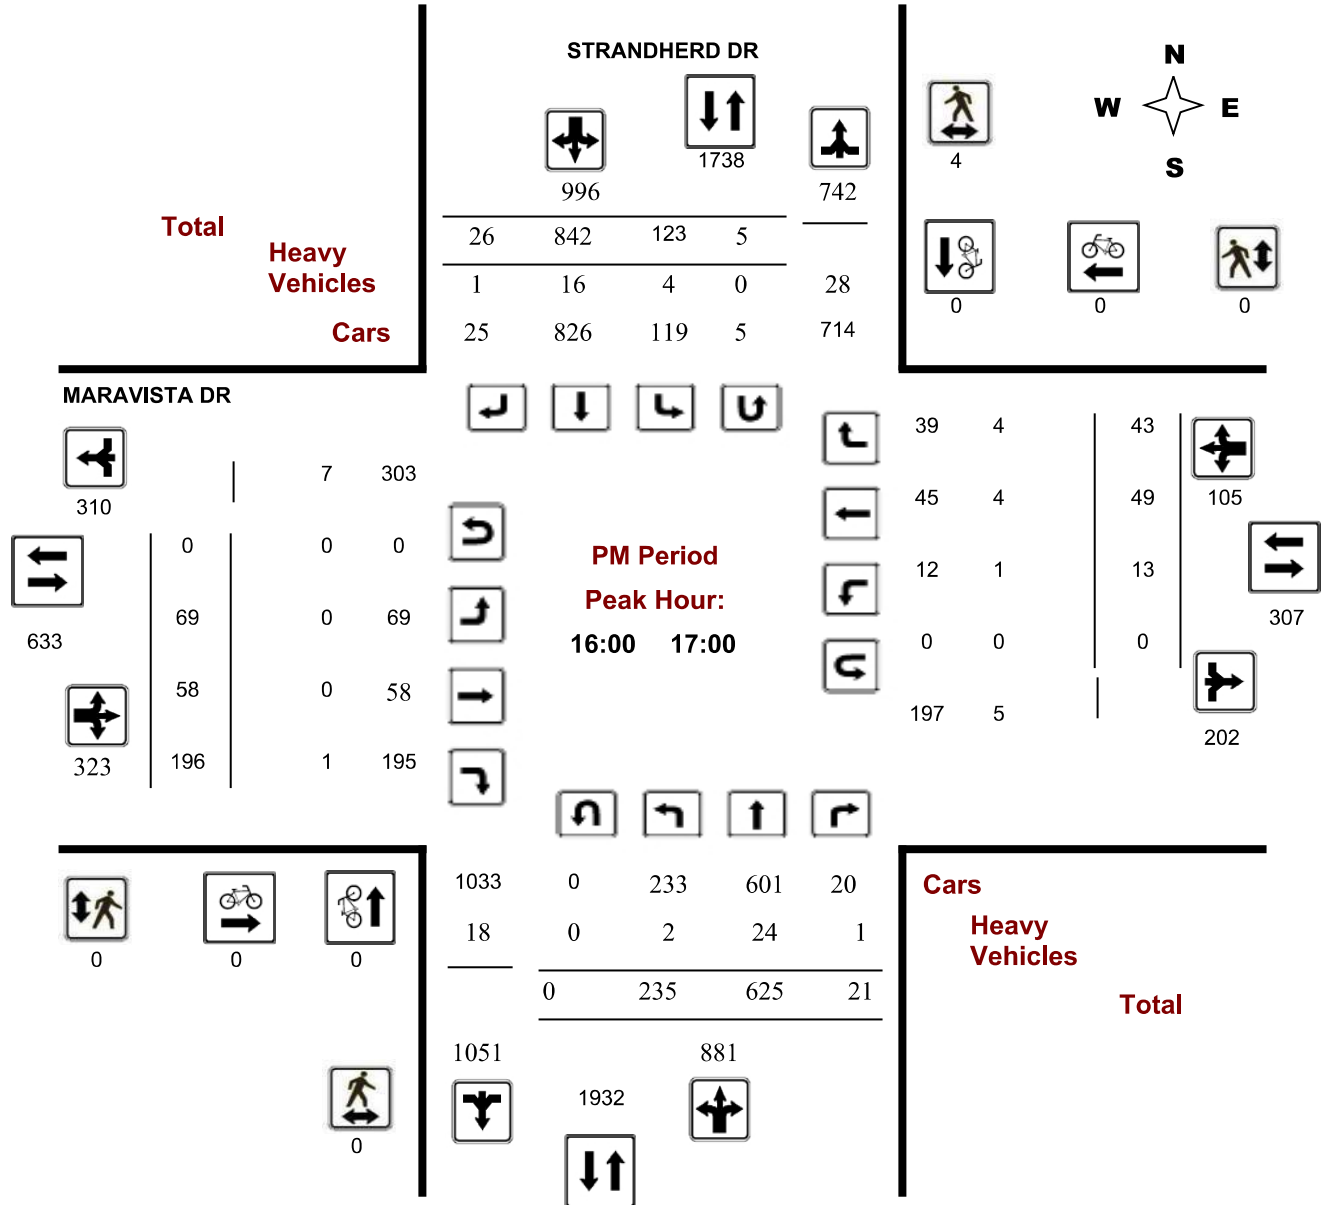 STRANDHERD DR
N
W E
S
1738
4
996 742
Total 26 842 123 5
Heavy
Vehicles 1 16 4 0 28
0 0 0
Cars 25 826 119 5 714
MARAVISTA DR
39 4 43
7 303
310 45 4 49 105
0 0 0
PM Period
12 1 13
Peak Hour:
69 0 69 307
633 16:00 17:00 0 0 0
58 0 58
197 5
202
323 196 1 195
1033 0 233 601 20 Cars
18 0 2 24 1 Heavy
Vehicles
0 0 0
0 235 625 21 Total
1051 881
1932
0